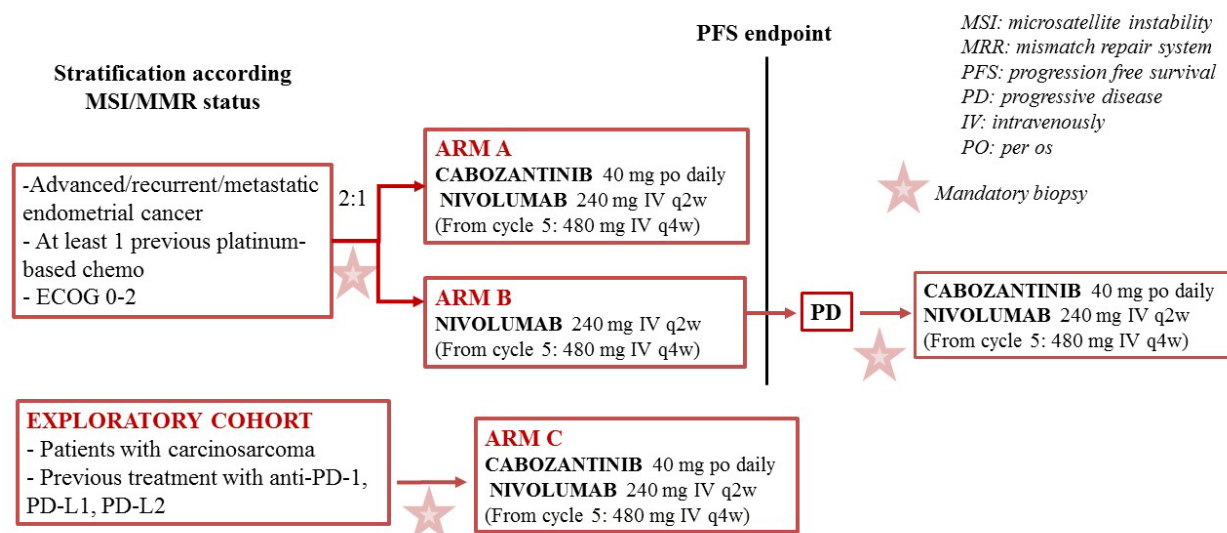 Stratification according
MSI/MMR status
PFS endpoint
MSI: microsatellite instability
MRR: mismatch repair system
PFS: progression free survival
PD: progressive disease
IV: intravenously
PO: per os
Mandatory biopsy
-Advanced/recurrent/metastatic
endometrial cancer
- At least 1 previous platinum-
based chemo
- ECOG 0-2
2:1
ARM A
CABOZANTINIB 40 mg po daily
NIVOLUMAB 240 mg IV q2w
(From cycle 5: 480 mg IV q4w)
ARM B
NIVOLUMAB 240 mg IV q2w
(From cycle 5: 480 mg IV q4w)
PD
CABOZANTINIB 40 mg po daily
NIVOLUMAB 240 mg IV q2w
(From cycle 5: 480 mg IV q4w)
EXPLORATORY COHORT
- Patients with carcinosarcoma
- Previous treatment with anti-PD-1,
PD-L1, PD-L2
ARM C
CABOZANTINIB 40 mg po daily
NIVOLUMAB 240 mg IV q2w
(From cycle 5: 480 mg IV q4w)